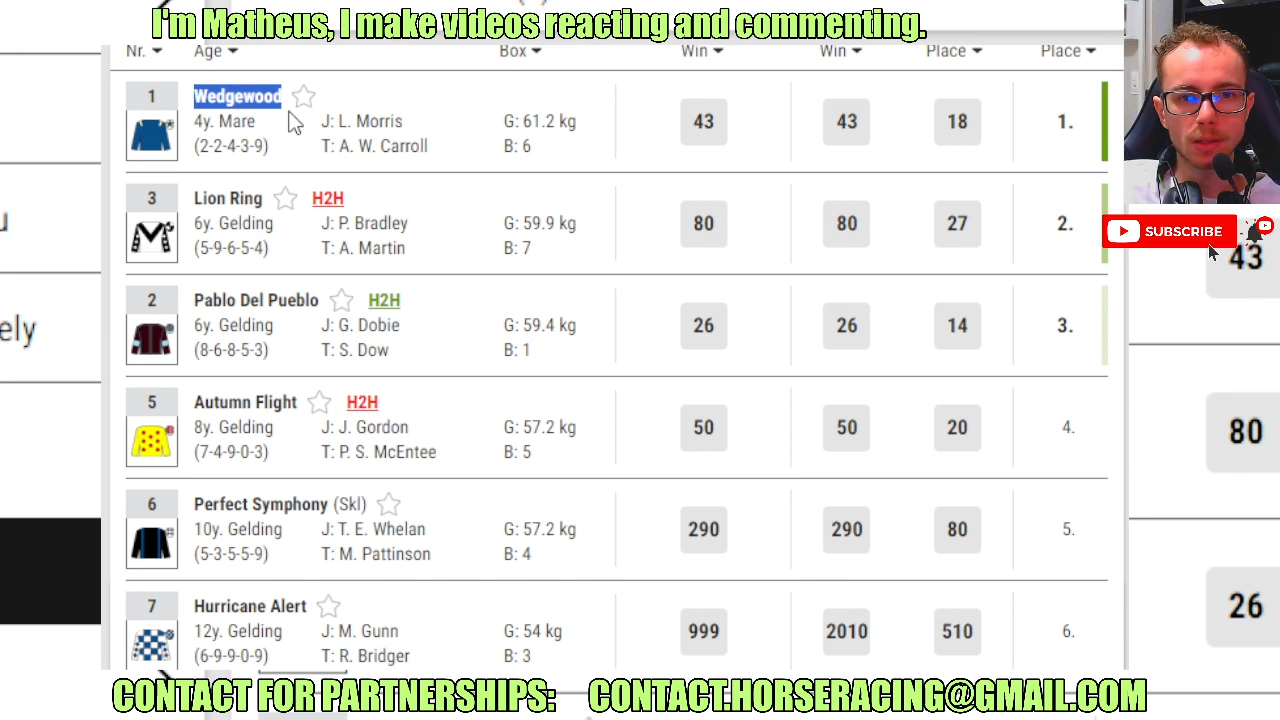 I'm Matheus, I make videos reacting and commenting.
Nr. Age Box Win Win Place Place
1 Wedgewood
4y. Mare J: L. Morris G: 61.2 kg 43 43 18 1.
(2-2-4-3-9) T: A. W. Carroll B: 6
3 Lion Ring H2H
6y. Gelding J: P. Bradley G: 59.9 kg 80 80 27 2.
(5-9-6-5-4) T: A. Martin B: 7
SUBSCRIBE
43
2 Pablo Del Pueblo H2H
6y. Gelding J: G. Dobie G: 59.4 kg 26 26 14 3.
(8-6-8-5-3) T: S. Dow B: 1
ely
5 Autumn Flight H2H
8y. Gelding J: J. Gordon G: 57.2 kg 50 50 20 4.
(7-4-9-0-3) T: P. S. McEntee B: 5
80
6 Perfect Symphony (Skl)
10y. Gelding J: T. E. Whelan G: 57.2 kg 290 290 80 5.
(5-3-5-5-9) T: M. Pattinson B: 4
7 Hurricane Alert
12y. Gelding J: M. Gunn G: 54 kg 999 2010 510 6.
(6-9-9-0-9) T: R. Bridger B: 3
26
CONTACT FOR PARTNERSHIPS: CONTACT.HORSERACING@GMAIL.COM